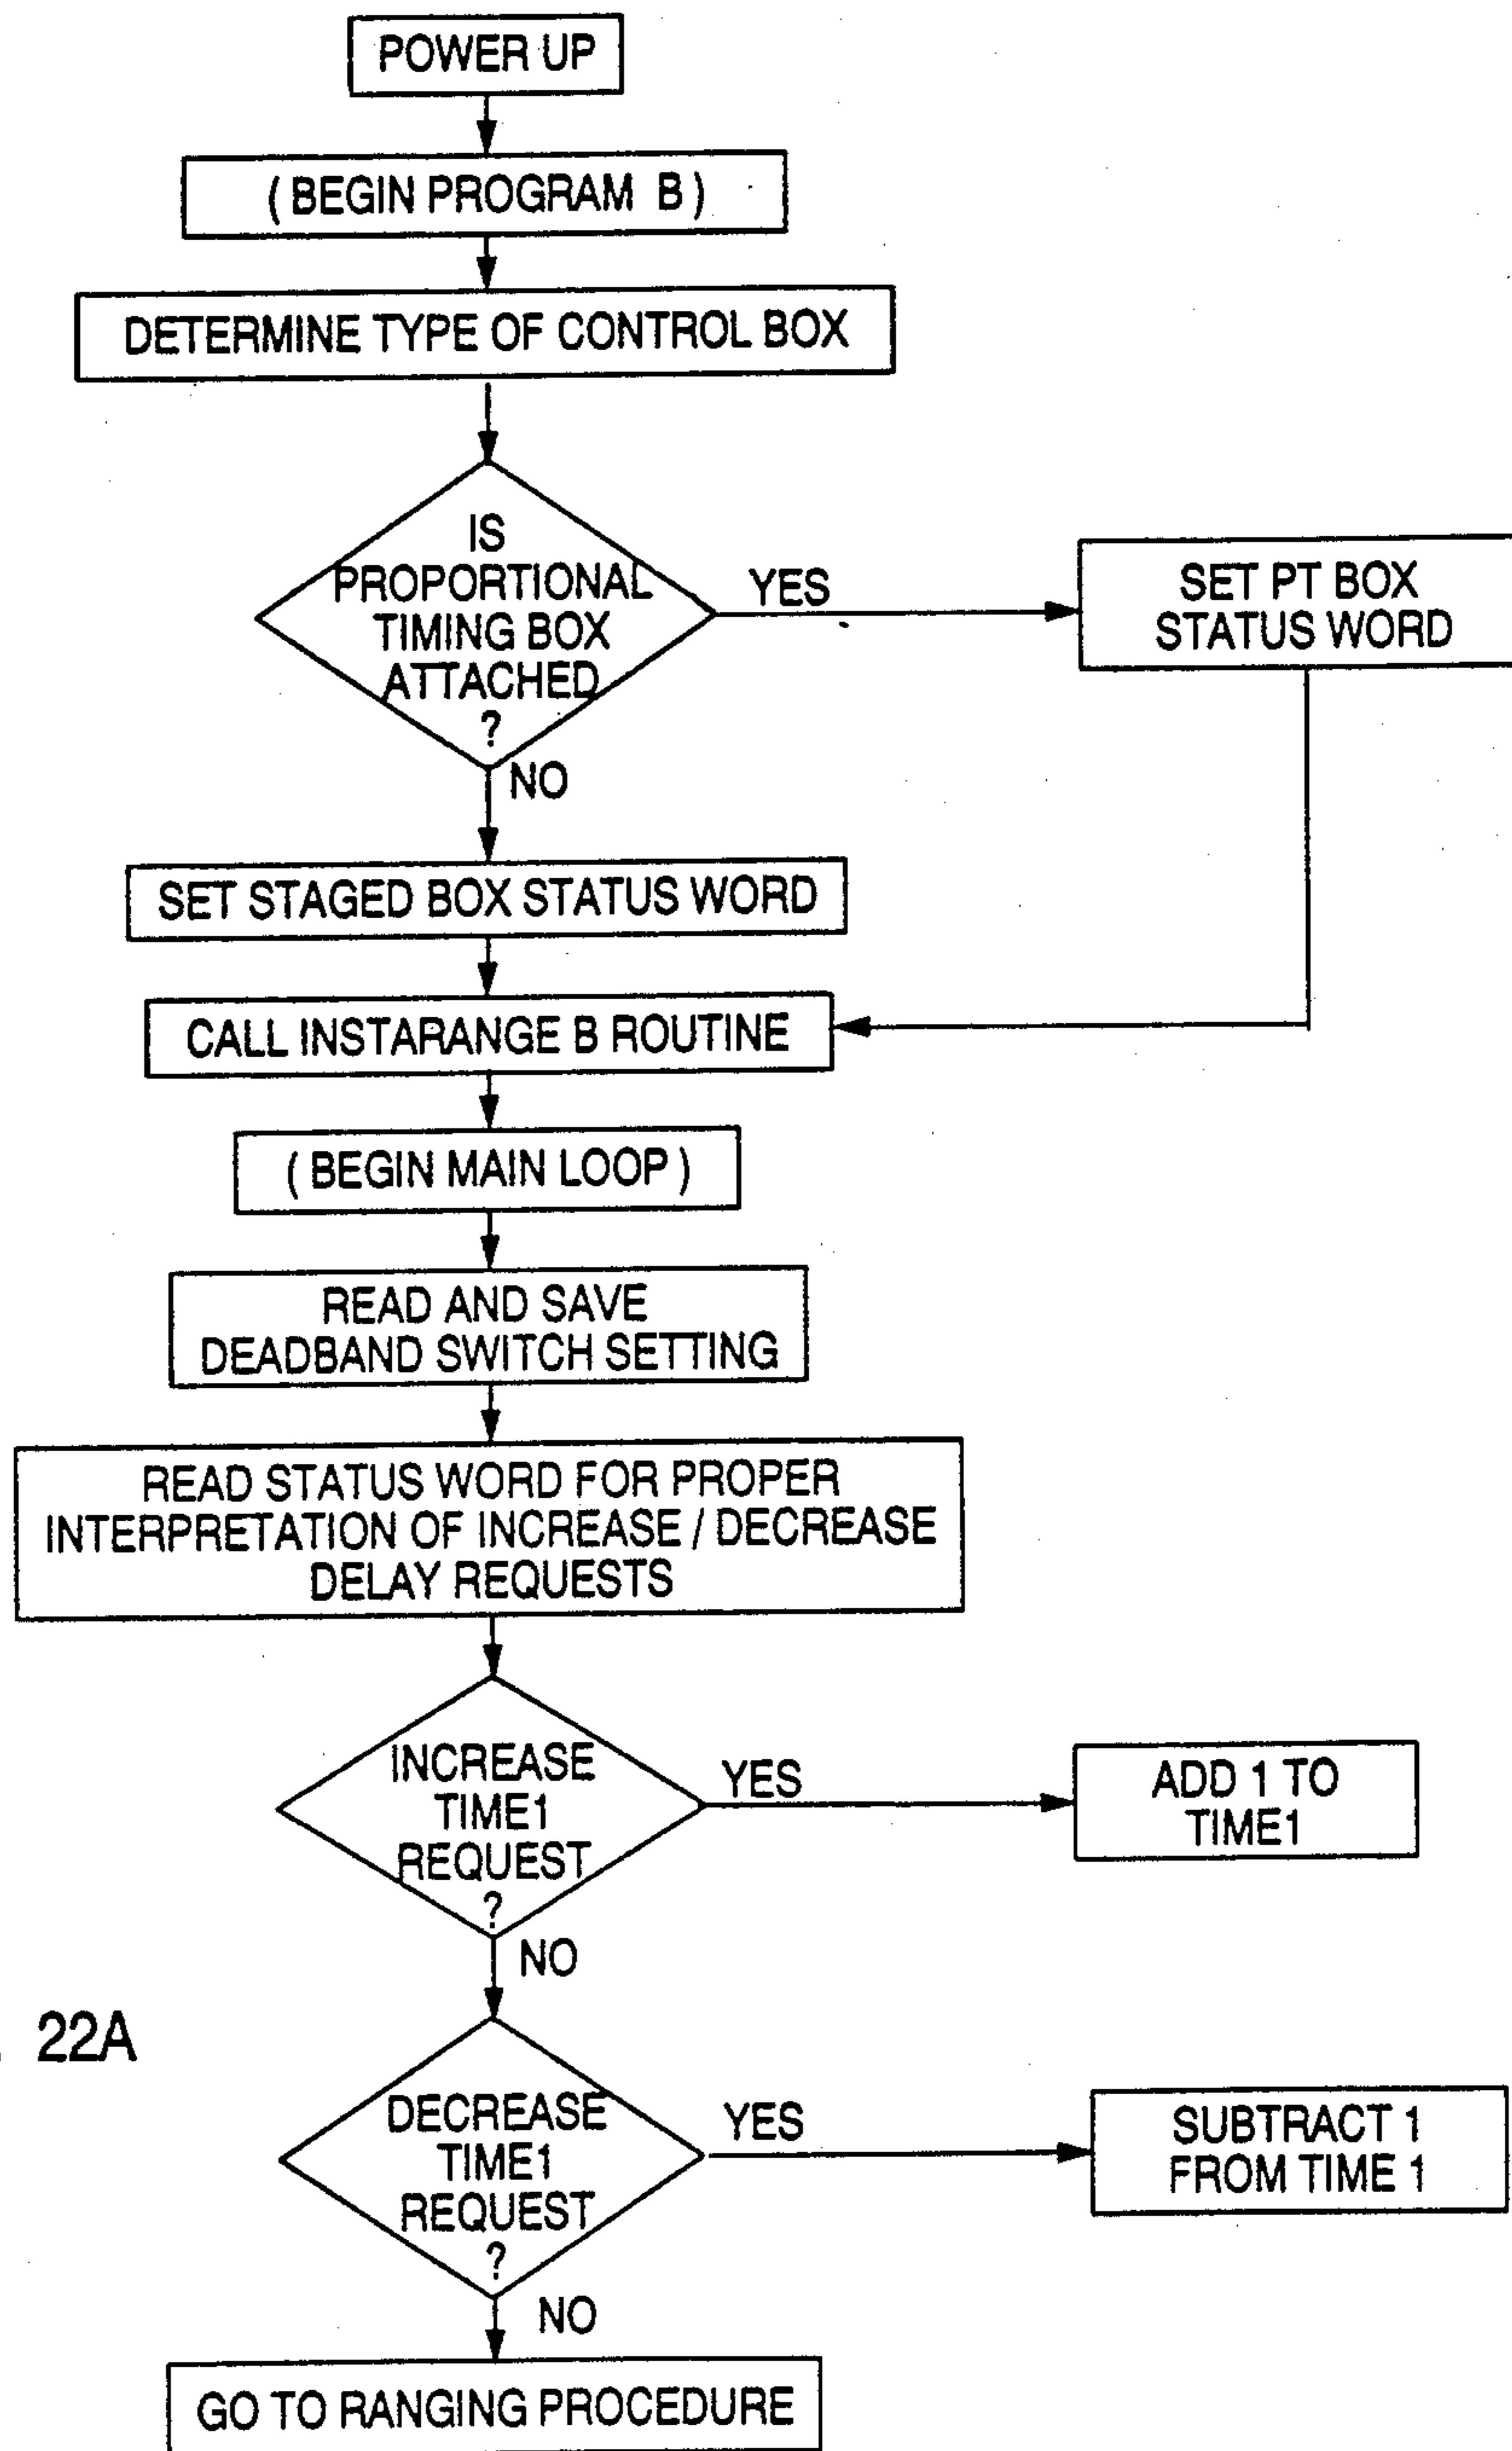 POWER UP
( BEGIN PROGRAM B )
DETERMINE TYPE OF CONTROL BOX
IS
PROPORTIONAL
TIMING BOX
ATTACHED
?
YES
SET PT BOX
STATUS WORD
NO
SET STAGED BOX STATUS WORD
CALL INSTARANGE B ROUTINE
( BEGIN MAIN LOOP )
READ AND SAVE
DEADBAND SWITCH SETTING
READ STATUS WORD FOR PROPER
INTERPRETATION OF INCREASE / DECREASE
DELAY REQUESTS
INCREASE
TIME1
REQUEST
?
YES
ADD 1 TO
TIME1
NO
22A
DECREASE
TIME1
REQUEST
?
YES
SUBTRACT 1
FROM TIME 1
NO
GO TO RANGING PROCEDURE